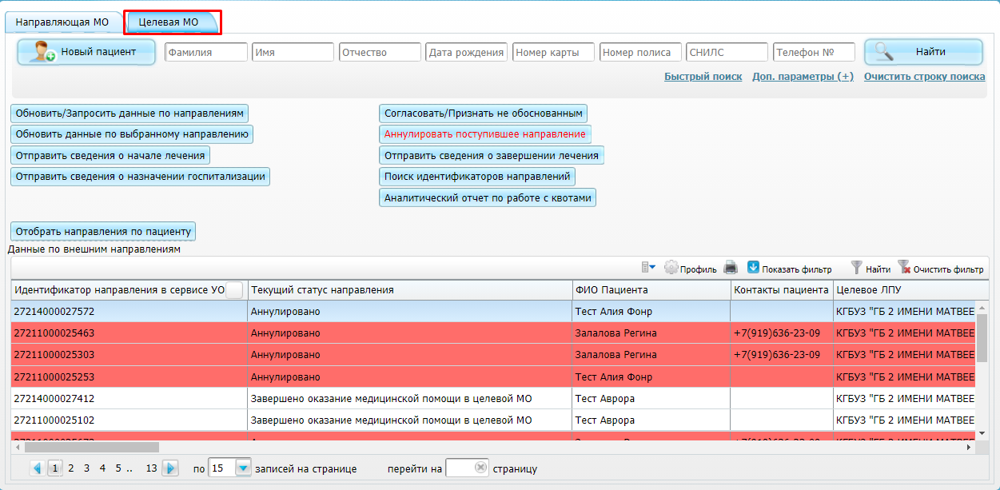 Направляющая МО Целевая МО
Новый пациент Фамилия Имя Отчество Дата рождения Номер карты Номер полиса СНИЛС Телефон № Найти
Быстрый поиск Доп. параметры (+) Очистить строку поиска
Обновить/Запросить данные по направлениям Согласовать/Признать не обоснованным
Обновить данные по выбранному направлению Аннулировать поступившее направление
Отправить сведения о начале лечения Отправить сведения о завершении лечения
Отправить сведения о назначении госпитализации Поиск идентификаторов направлений
Аналитический отчет по работе с квотами
Отобрать направления по пациенту
Данные по внешним направлениям
Профиль Показать фильтр Найти Очистить фильтр
Идентификатор направления в сервисе УО Текущий статус направления ФИО Пациента Контакты пациента Целевое ЛПУ
27214000027572 Аннулировано Тест Алия Фонр КГБУЗ "ГБ 2 ИМЕНИ МАТВЕЕ
27211000025463 Аннулировано Залалова Регина +7(919)636-23-09 КГБУЗ "ГБ 2 ИМЕНИ МАТВЕЕ
27211000025303 Аннулировано Залалова Регина +7(919)636-23-09 КГБУЗ "ГБ 2 ИМЕНИ МАТВЕЕ
27211000025253 Аннулировано Тест Алия Фонр КГБУЗ "ГБ 2 ИМЕНИ МАТВЕЕ
27214000027412 Завершено оказание медицинской помощи в целевой МО Тест Аврора КГБУЗ "ГБ 2 ИМЕНИ МАТВЕЕ
27211000025102 Завершено оказание медицинской помощи в целевой МО Тест Аврора КГБУЗ "ГБ 2 ИМЕНИ МАТВЕЕ
1 2 3 4 5 .. 13 по 15 записей на странице перейти на страницу